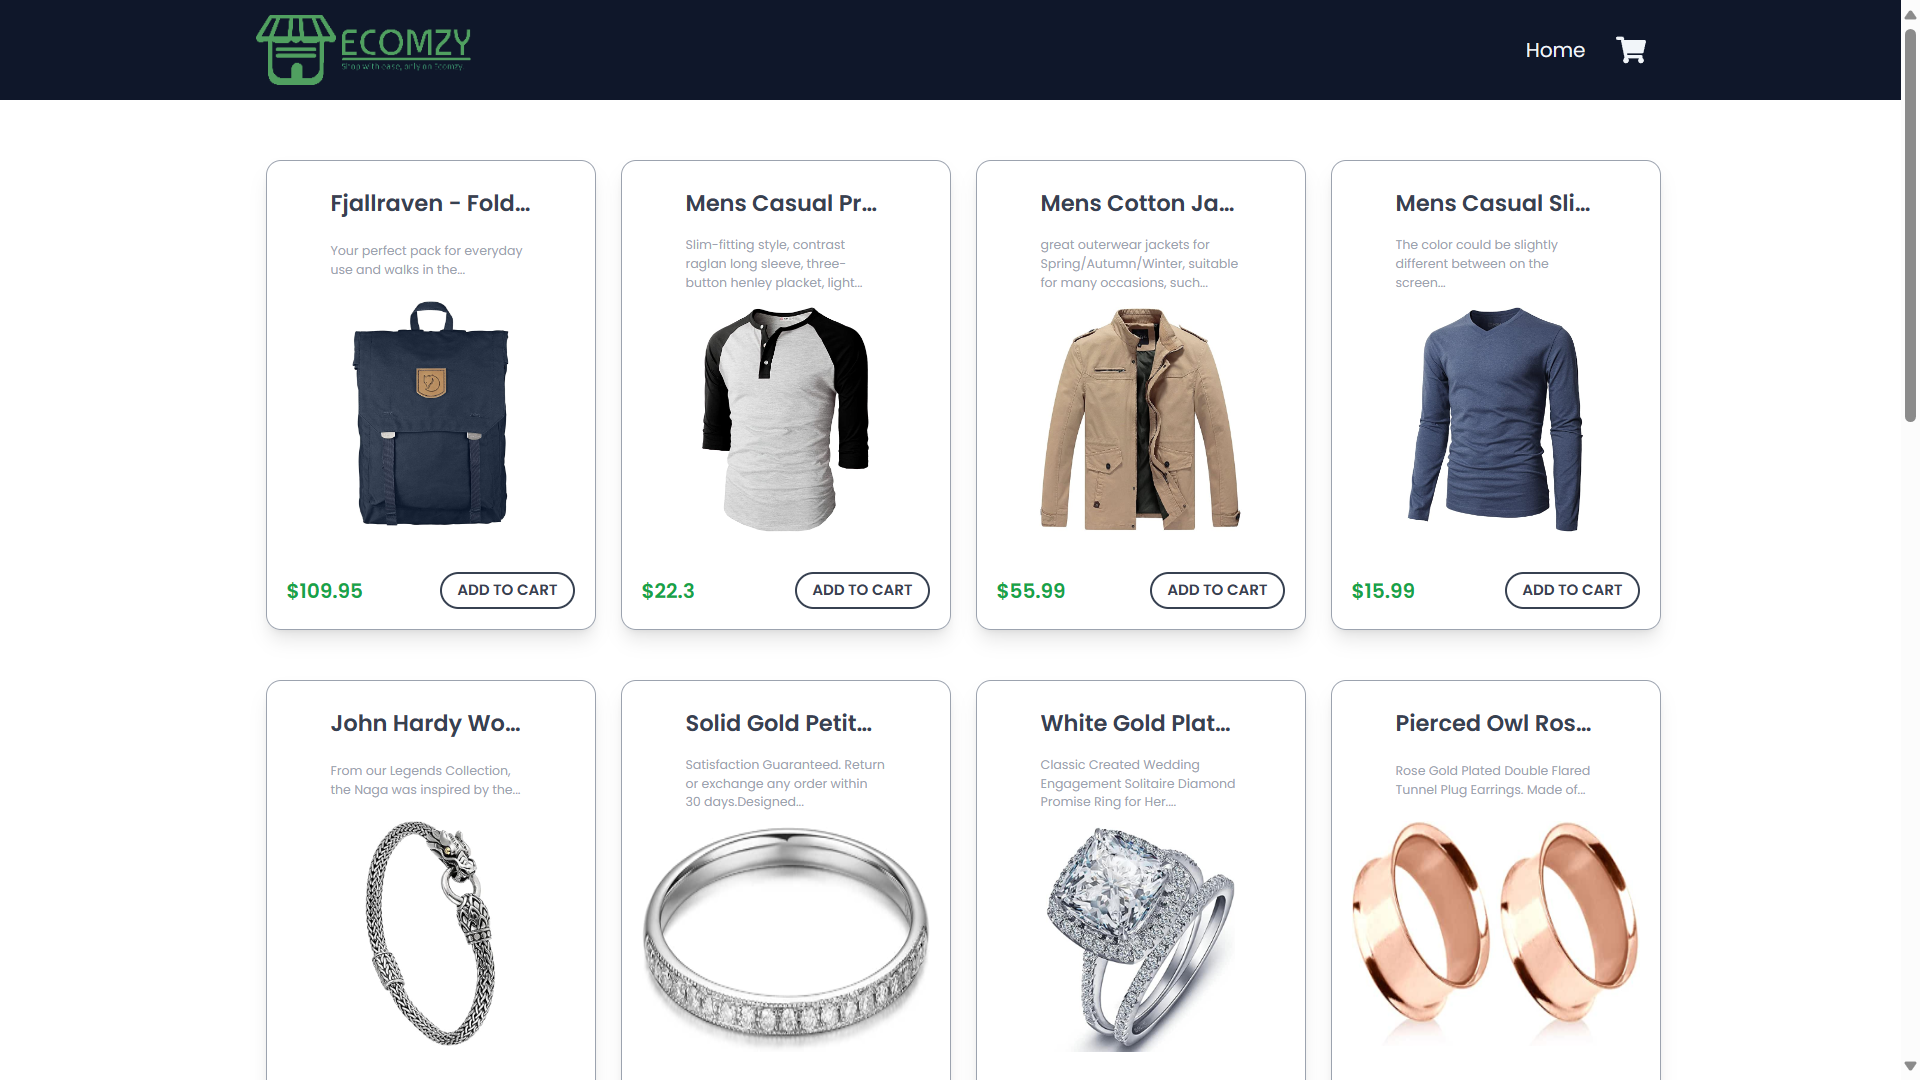 ECOMZY
Shop with ease, only on Ecomzy
Home
Fjallraven - Fold...
Your perfect pack for everyday
use and walks in the...
$109.95
ADD TO CART
Mens Casual Pr...
Slim-fitting style, contrast
raglan long sleeve, three-
button henley placket, light...
$22.3
ADD TO CART
Mens Cotton Ja...
great outerwear jackets for
Spring/Autumn/Winter, suitable
for many occasions, such...
$55.99
ADD TO CART
Mens Casual Sli...
The color could be slightly
different between on the
screen...
$15.99
ADD TO CART
John Hardy Wo...
From our Legends Collection,
the Naga was inspired by the...
Solid Gold Petit...
Satisfaction Guaranteed. Return
or exchange any order within
30 days.Designed...
White Gold Plat...
Classic Created Wedding
Engagement Solitaire Diamond
Promise Ring for Her....
Pierced Owl Ros...
Rose Gold Plated Double Flared
Tunnel Plug Earrings. Made of...